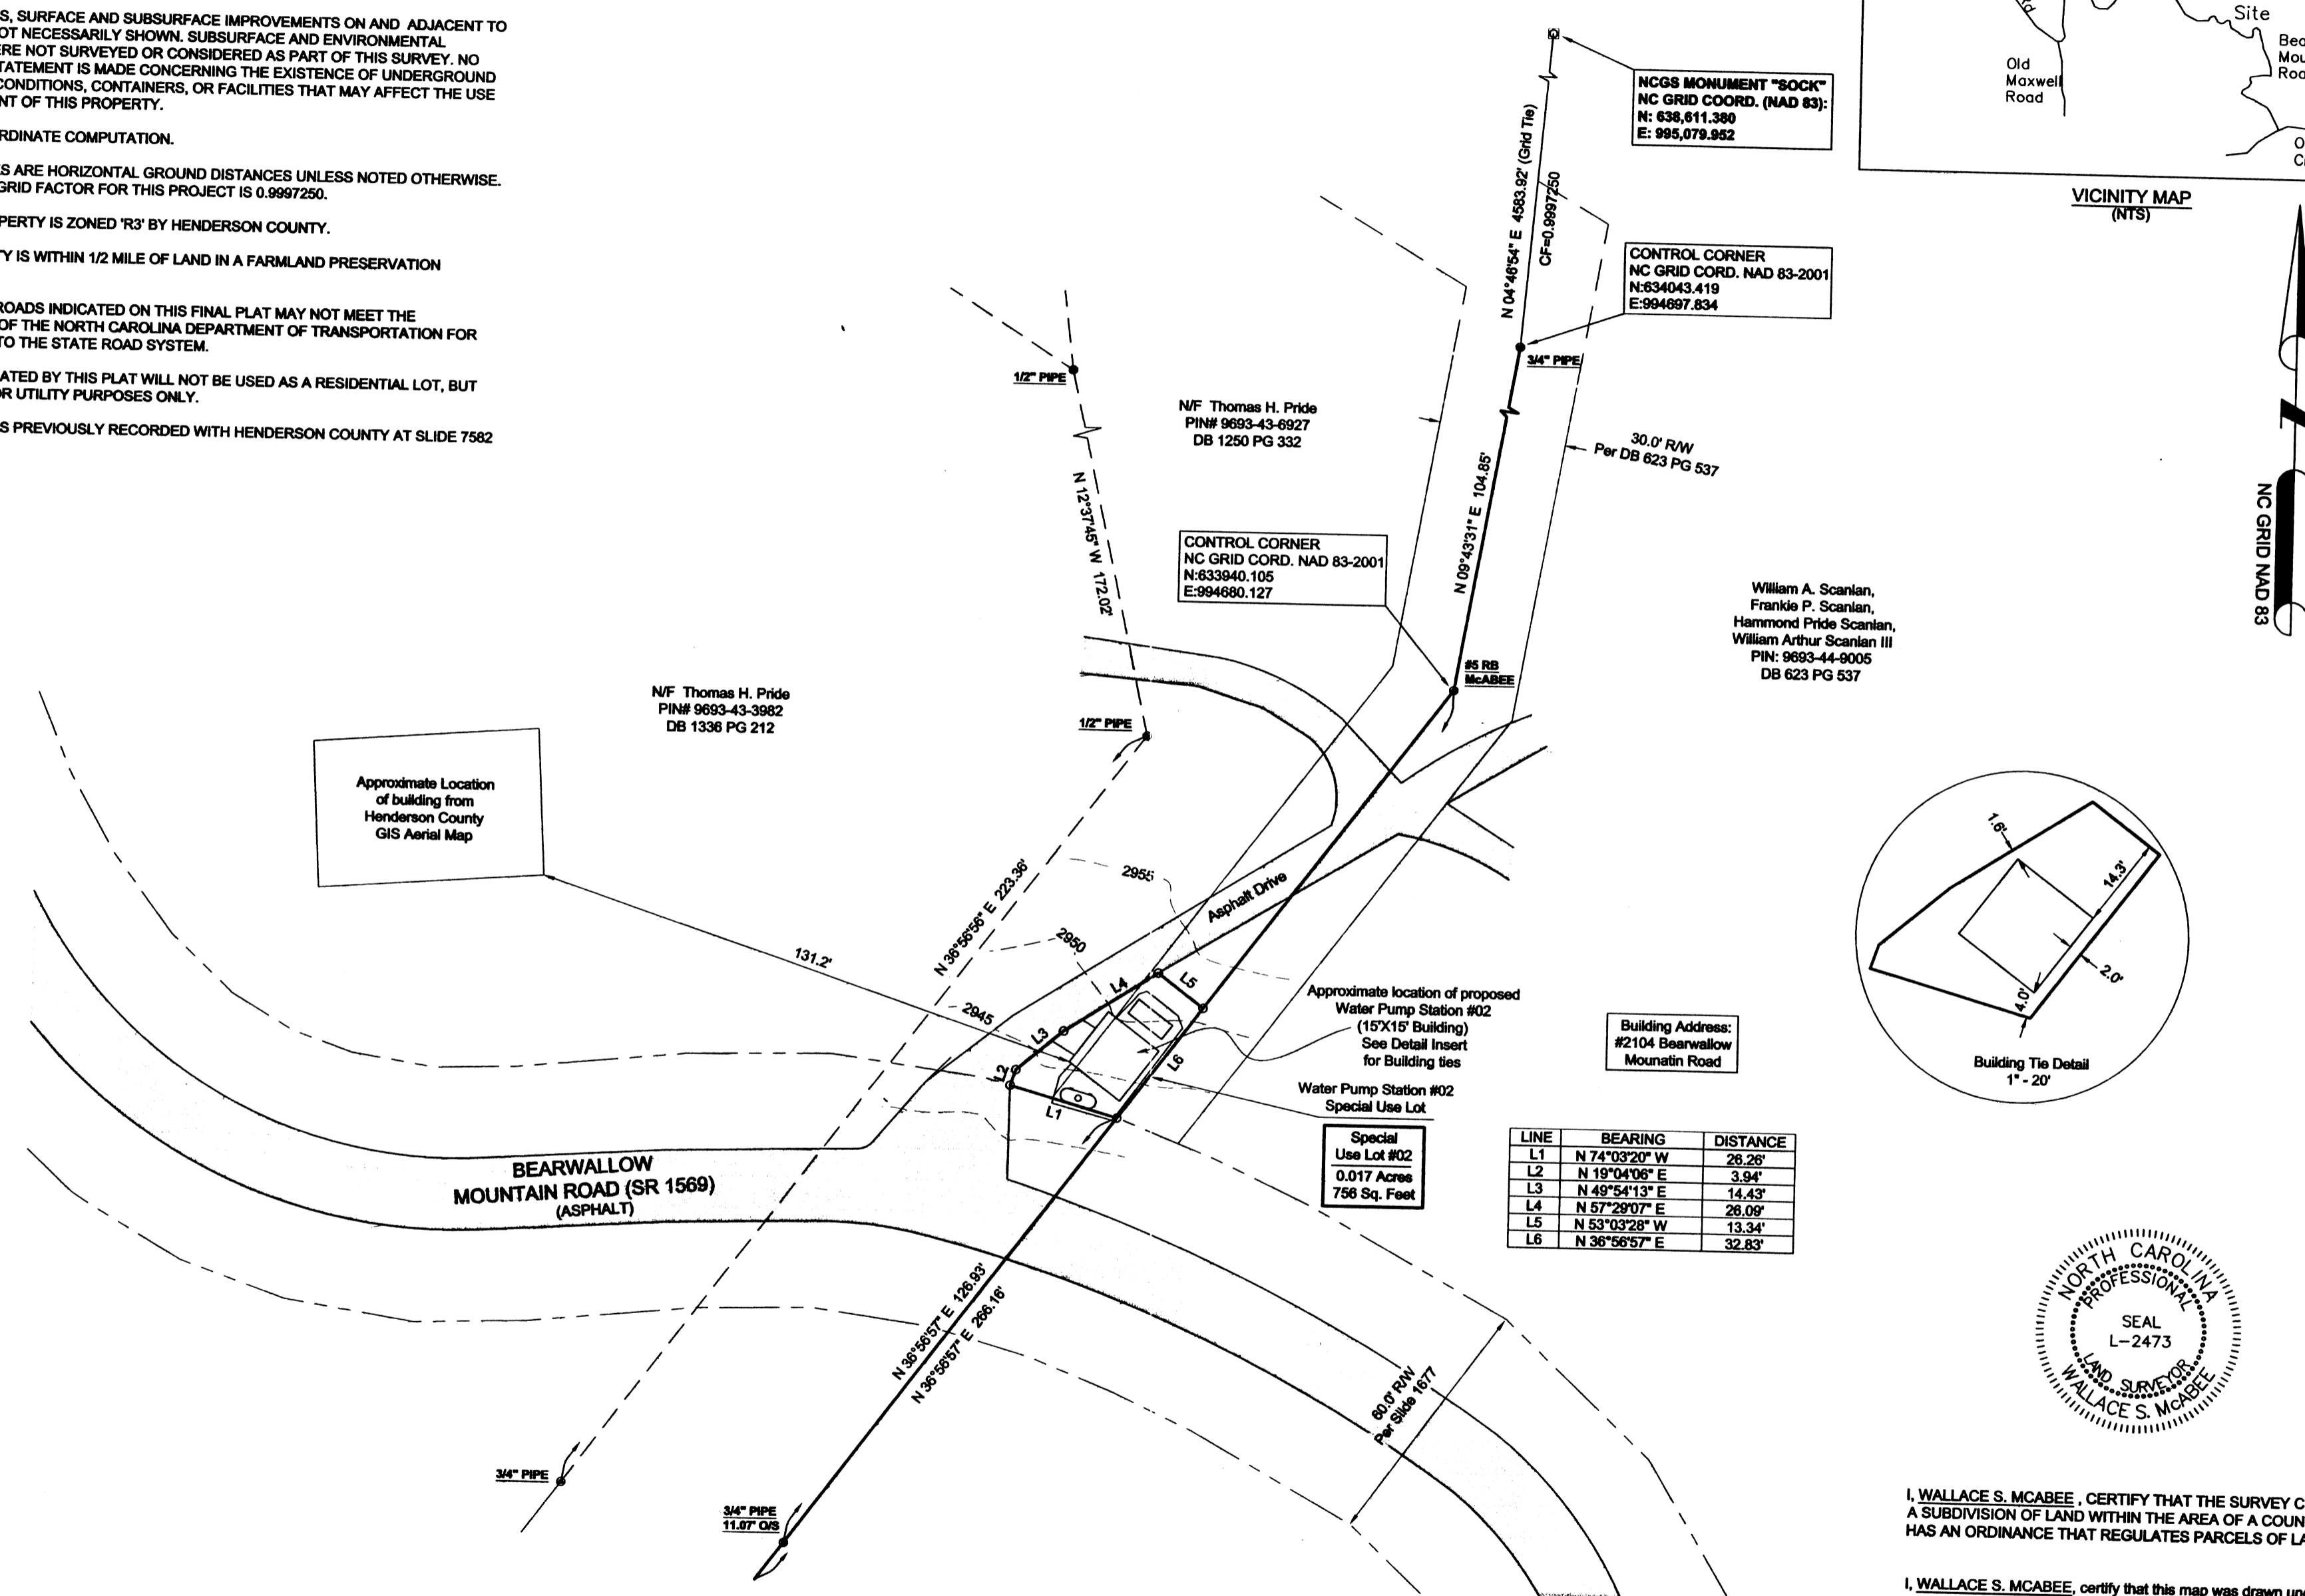 S, SURFACE AND SUBSURFACE IMPROVEMENTS ON AND ADJACENT TO
OT NECESSARILY SHOWN. SUBSURFACE AND ENVIRONMENTAL
ERE NOT SURVEYED OR CONSIDERED AS PART OF THIS SURVEY. NO
TATEMENT IS MADE CONCERNING THE EXISTENCE OF UNDERGROUND
CONDITIONS, CONTAINERS, OR FACILITIES THAT MAY AFFECT THE USE
NT OF THIS PROPERTY.
RDINATE COMPUTATION.
S ARE HORIZONTAL GROUND DISTANCES UNLESS NOTED OTHERWISE.
GRID FACTOR FOR THIS PROJECT IS 0.9997250.
PERTY IS ZONED 'R3' BY HENDERSON COUNTY.
Y IS WITHIN 1/2 MILE OF LAND IN A FARMLAND PRESERVATION
ROADS INDICATED ON THIS FINAL PLAT MAY NOT MEET THE
OF THE NORTH CAROLINA DEPARTMENT OF TRANSPORTATION FOR
TO THE STATE ROAD SYSTEM.
ATED BY THIS PLAT WILL NOT BE USED AS A RESIDENTIAL LOT, BUT
OR UTILITY PURPOSES ONLY.
S PREVIOUSLY RECORDED WITH HENDERSON COUNTY AT SLIDE 7582
Rd
Site
Old
Maxwell
Road
Bea
Mou
Roa
O
C
VICINITY MAP
(NTS)
NC GRID NAD 83
NCGS MONUMENT "SOCK"
NC GRID COORD. (NAD 83):
N: 638,611.380
E: 995,079.952
N 04°46'54" E 4583.92' (Grid Tie)
CF=0.9997250
CONTROL CORNER
NC GRID CORD. NAD 83-2001
N:634043.419
E:994697.834
3/4" PIPE
1/2" PIPE
N/F Thomas H. Pride
PIN# 9693-43-6927
DB 1250 PG 332
30.0' R/W
Per DB 623 PG 537
N 12°37'45" W 172.02'
N 09°43'31" E 104.85'
CONTROL CORNER
NC GRID CORD. NAD 83-2001
N:633940.105
E:994680.127
William A. Scanlan,
Frankie P. Scanlan,
Hammond Pride Scanlan,
William Arthur Scanlan III
PIN: 9693-44-9005
DB 623 PG 537
#5 RB
McABEE
N/F Thomas H. Pride
PIN# 9693-43-3982
DB 1336 PG 212
1/2" PIPE
Approximate Location
of building from
Henderson County
GIS Aerial Map
131.2'
N 36°56'56" E 223.36'
2955
2950
2945
Asphalt Drive
L4
L5
L3
L2
L6
L1
Approximate location of proposed
Water Pump Station #02
(15'X15' Building)
See Detail Insert
for Building ties
Water Pump Station #02
Special Use Lot
Special
Use Lot #02
0.017 Acres
756 Sq. Feet
Building Address:
#2104 Bearwallow
Mounatin Road
1.6'
14.3'
2.0'
4.0'
Building Tie Detail
1" - 20'
LINE BEARING DISTANCE
L1 N 74°03'20" W 26.26'
L2 N 19°04'06" E 3.94'
L3 N 49°54'13" E 14.43'
L4 N 57°29'07" E 26.09'
L5 N 53°03'28" W 13.34'
L6 N 36°56'57" E 32.83'
BEARWALLOW
MOUNTAIN ROAD (SR 1569)
(ASPHALT)
N 36°56'57" E 126.93'
N 36°56'57" E 266.16'
60.0' R/W
Per Slide 1677
3/4" PIPE
3/4" PIPE
11.07' O/S
NORTH CAROLINA
PROFESSIONAL
SEAL
L-2473
LAND SURVEYOR
WALLACE S. McABEE
I, WALLACE S. MCABEE , CERTIFY THAT THE SURVEY C
A SUBDIVISION OF LAND WITHIN THE AREA OF A COUN
HAS AN ORDINANCE THAT REGULATES PARCELS OF LA
I, WALLACE S. MCABEE, certify that this map was drawn und